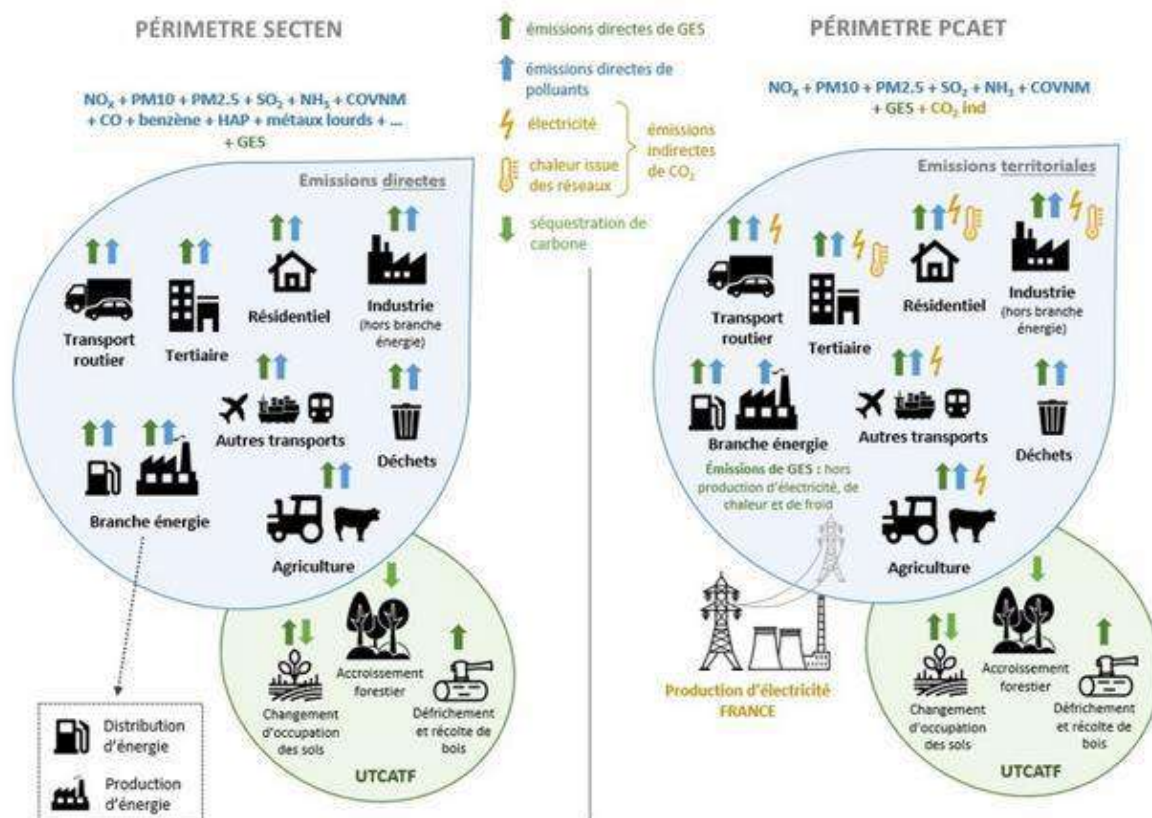 PÉRIMETRE SECTEN
NOx + PM10 + PM2.5 + SO2 + NH3 + COVNM
+ CO + benzène + HAP + métaux lourds + ...
+ GES
Emissions directes
Transport
routier
Tertiaire
Résidentiel
Industrie
(hors branche
énergie)
Autres transports
Déchets
Branche énergie
Agriculture
Accroissement
forestier
Changement
d'occupation
des sols
Défrichement
et récolte de
bois
UTCATF
Distribution
d'énergie
Production
d'énergie
émissions directes de GES
émissions directes de
polluants
électricité
chaleur issue
des réseaux
émissions
indirectes
de CO2
séquestration de
carbone
PÉRIMETRE PCAET
NOx + PM10 + PM2.5 + SO2 + NH3 + COVNM
+ GES + CO2 ind
Emissions territoriales
Transport
routier
Tertiaire
Résidentiel
Industrie
(hors branche
énergie)
Branche énergie
Émissions de GES : hors
production d'électricité, de
chaleur et de froid
Autres transports
Déchets
Agriculture
Production d'électricité
FRANCE
Accroissement
forestier
Changement
d'occupation
des sols
Défrichement
et récolte de
bois
UTCATF